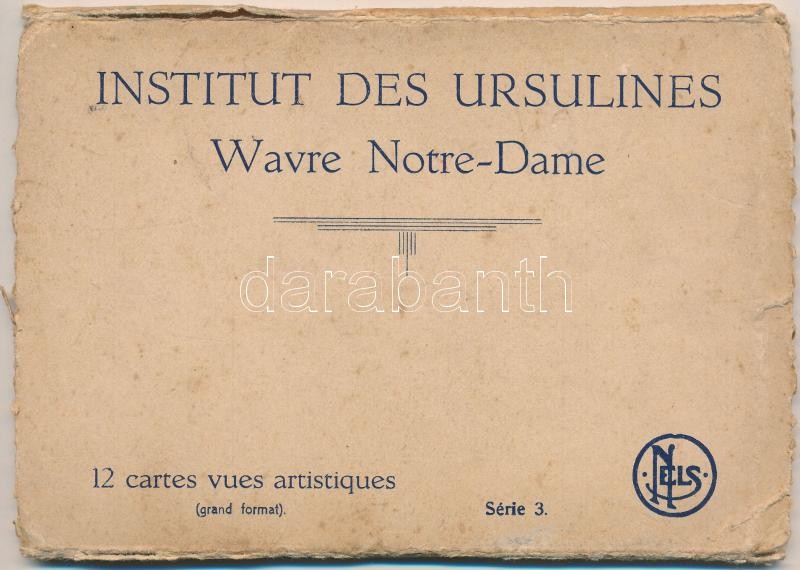 INSTITUT DES URSULINES
Wavre Notre-Dame
darabanth
12 cartes vues artistiques
(grand format).
Série 3.
NELS